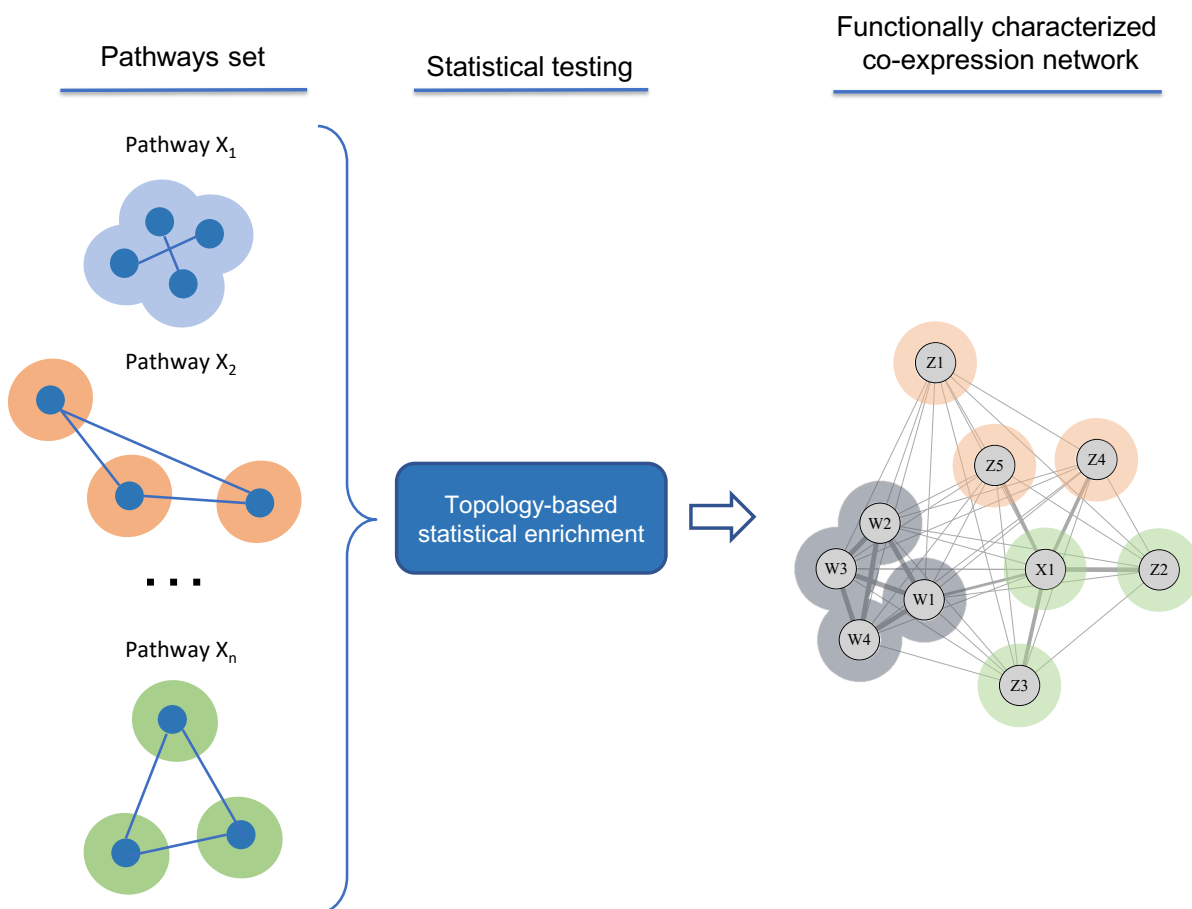 Pathways set
Statistical testing
Functionally characterized
co-expression network
Pathway X₁
Pathway X₂
...
Pathway Xₙ
Topology-based
statistical enrichment
Z1
Z5
Z4
W2
W3
W1
X1
Z2
W4
Z3